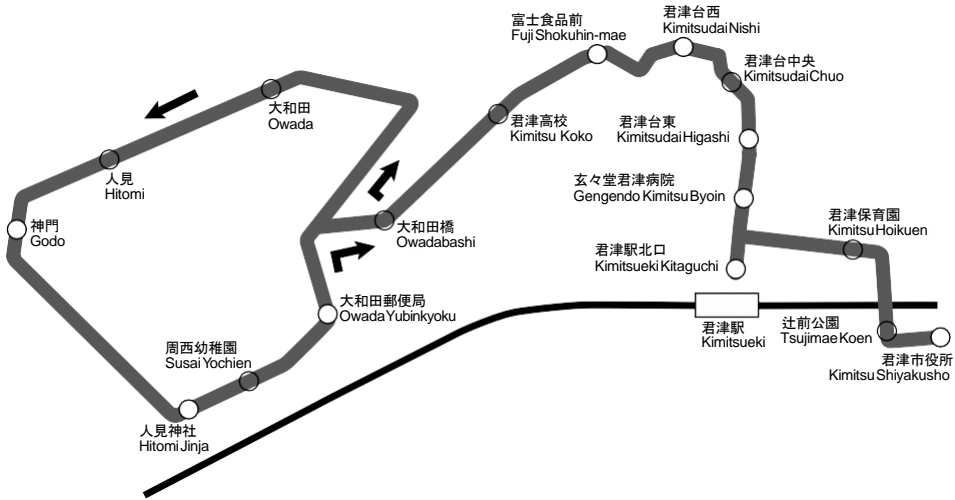 君津台西
Kimitsudai Nishi
富士食品前
Fuji Shokuhin-mae
君津台中央
Kimitsudai Chuo
大和田
Owada
君津高校
Kimitsu Koko
君津台東
Kimitsudai Higashi
人見
Hitomi
玄々堂君津病院
Gengendo Kimitsu Byoin
神門
Godo
大和田橋
Owadabashi
君津保育園
Kimitsu Hoikuen
君津駅北口
Kimitsueki Kitaguchi
大和田郵便局
Owada Yubinkyoku
君津駅
Kimitsueki
辻前公園
Tsujimae Koen
周西幼稚園
Susai Yochien
君津市役所
Kimitsu Shiyakusho
人見神社
Hitomi Jinja